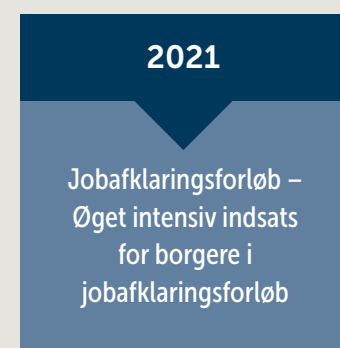 2021
Jobafklaringsforløb –
Øget intensiv indsats
for borgere i
jobafklaringsforløb